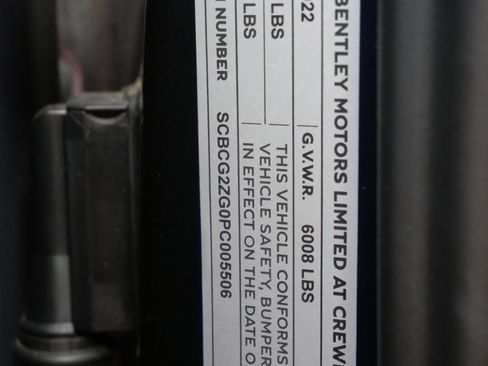 BENTLEY MOTORS LIMITED AT CREW
22 G.V.W.R. 6008 LBS
LBS THIS VEHICLE CONFORMS
LBS VEHICLE SAFETY, BUMPER
IN EFFECT ON THE DATE O
NUMBER SCBCG2ZG0PC005506